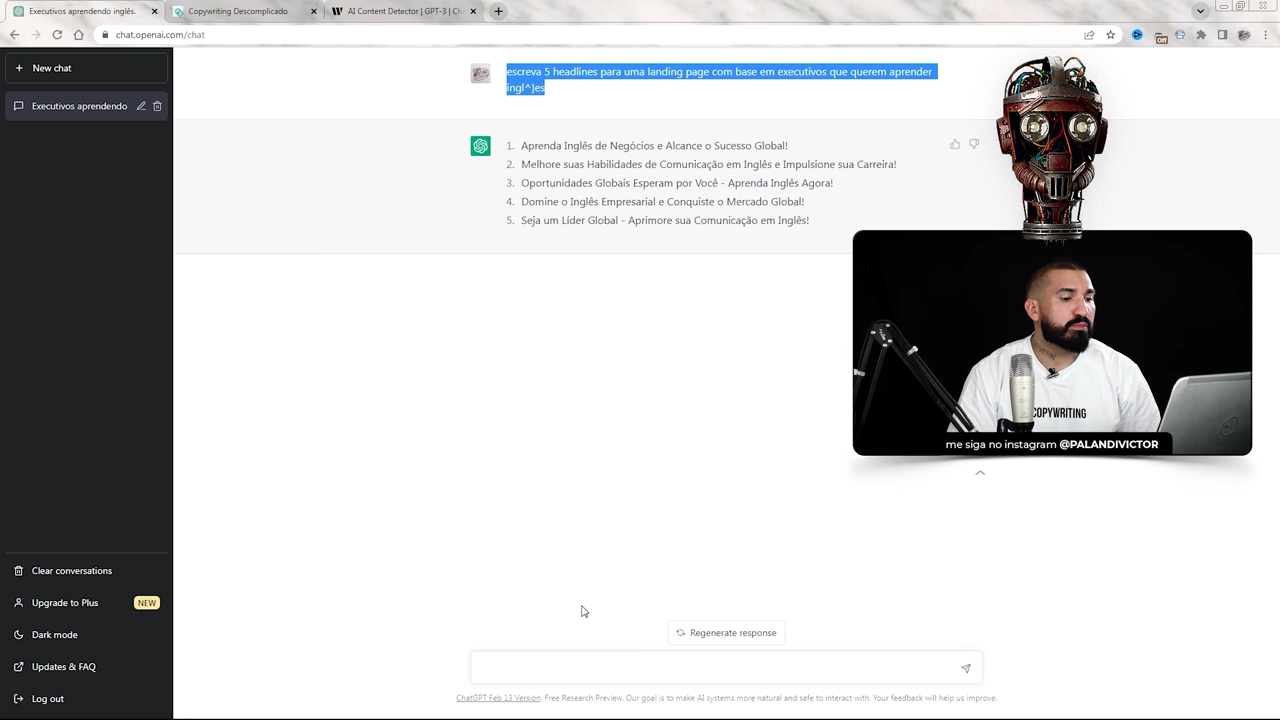 Executivos aprendendo inglês.
Copywriting Descomplicado
AI Content Detector | GPT-3 | Ch
chat.openai.com/chat
Off
New chat
Executivos aprendendo
escreva 5 headlines para uma landing page com base em executivos que querem aprender
ingl^]es
1. Aprenda Inglês de Negócios e Alcance o Sucesso Global!
2. Melhore suas Habilidades de Comunicação em Inglês e Impulsione sua Carreira!
3. Oportunidades Globais Esperam por Você - Aprenda Inglês Agora!
4. Domine o Inglês Empresarial e Conquiste o Mercado Global!
5. Seja um Líder Global - Aprimore sua Comunicação em Inglês!
COPYWRITING
me siga no instagram @PALANDIVICTOR
Clear conversations
Upgrade to Plus NEW
Dark mode
Updates & FAQ
Log out
Regenerate response
ChatGPT Feb 13 Version. Free Research Preview. Our goal is to make AI systems more natural and safe to interact with. Your feedback will help us improve.